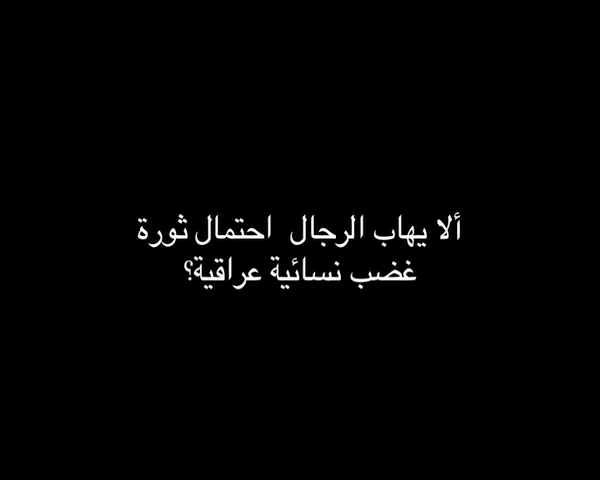 ألا يهاب الرجال احتمال ثورة
غضب نسائية عراقية؟